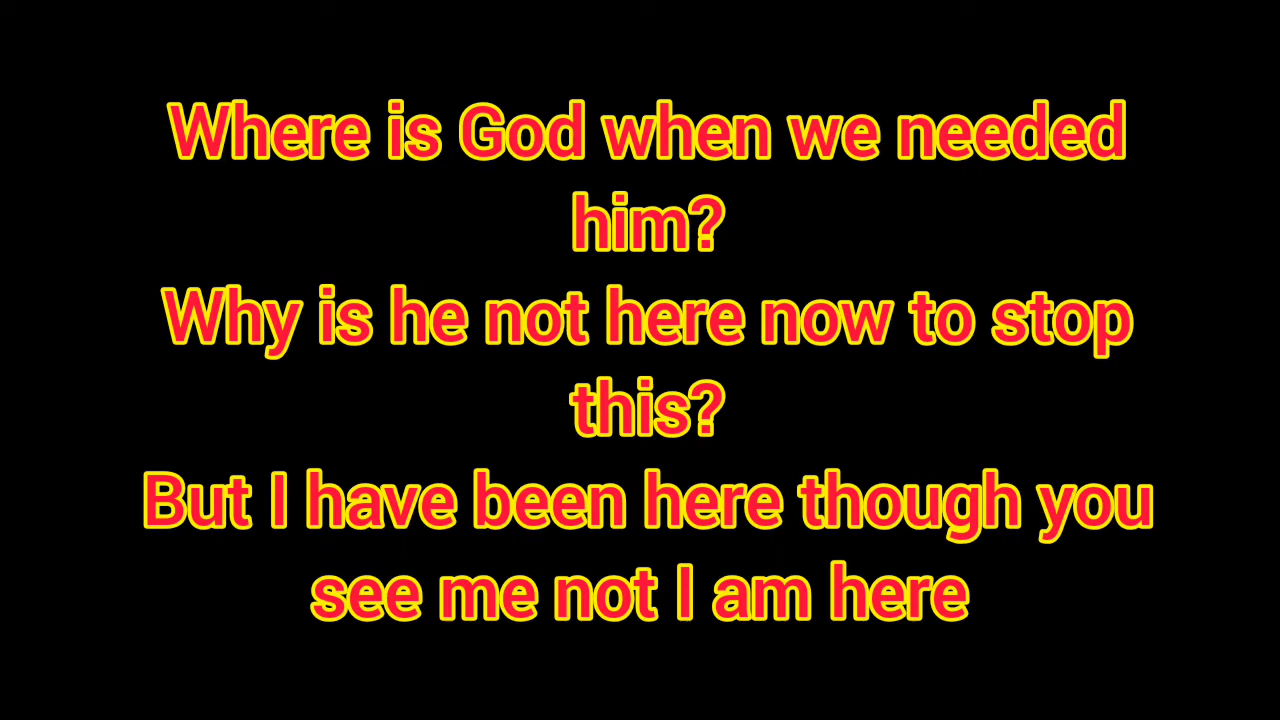 Where is God when we needed
him?
Why is he not here now to stop
this?
But I have been here though you
see me not I am here